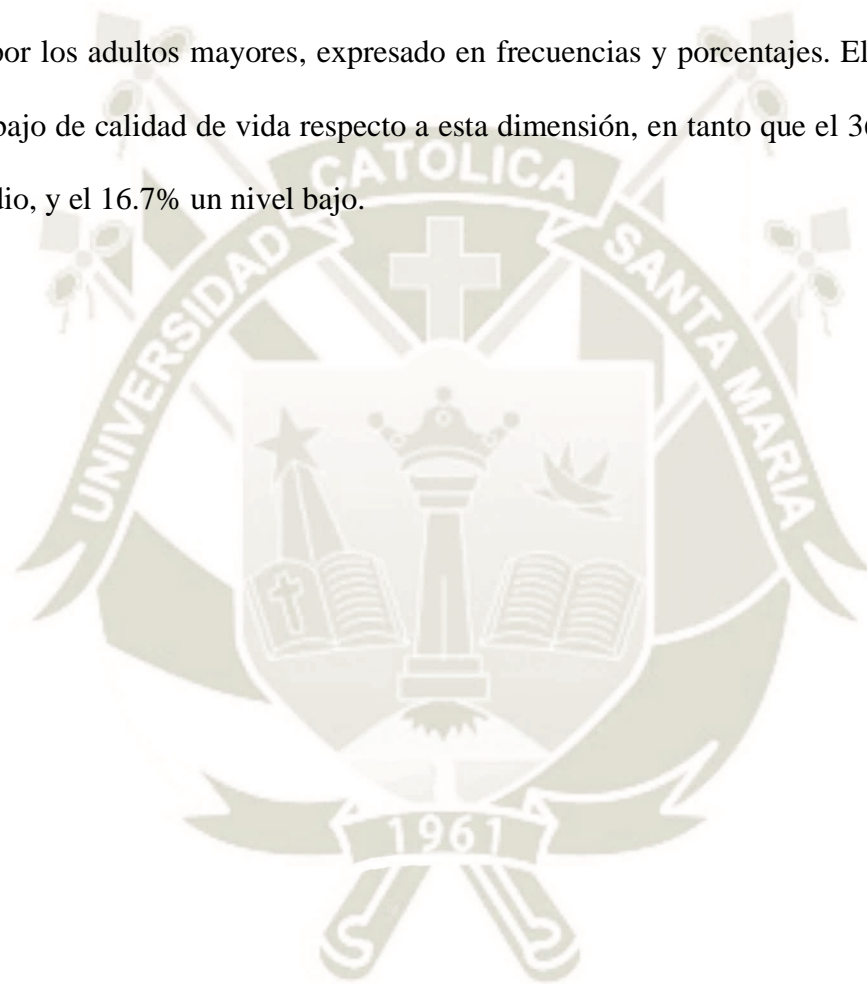 por los adultos mayores, expresado en frecuencias y porcentajes. El
bajo de calidad de vida respecto a esta dimensión, en tanto que el
dio, y el 16.7% un nivel bajo.
UNIVERSIDAD CATOLICA SANTA MARIA
1961